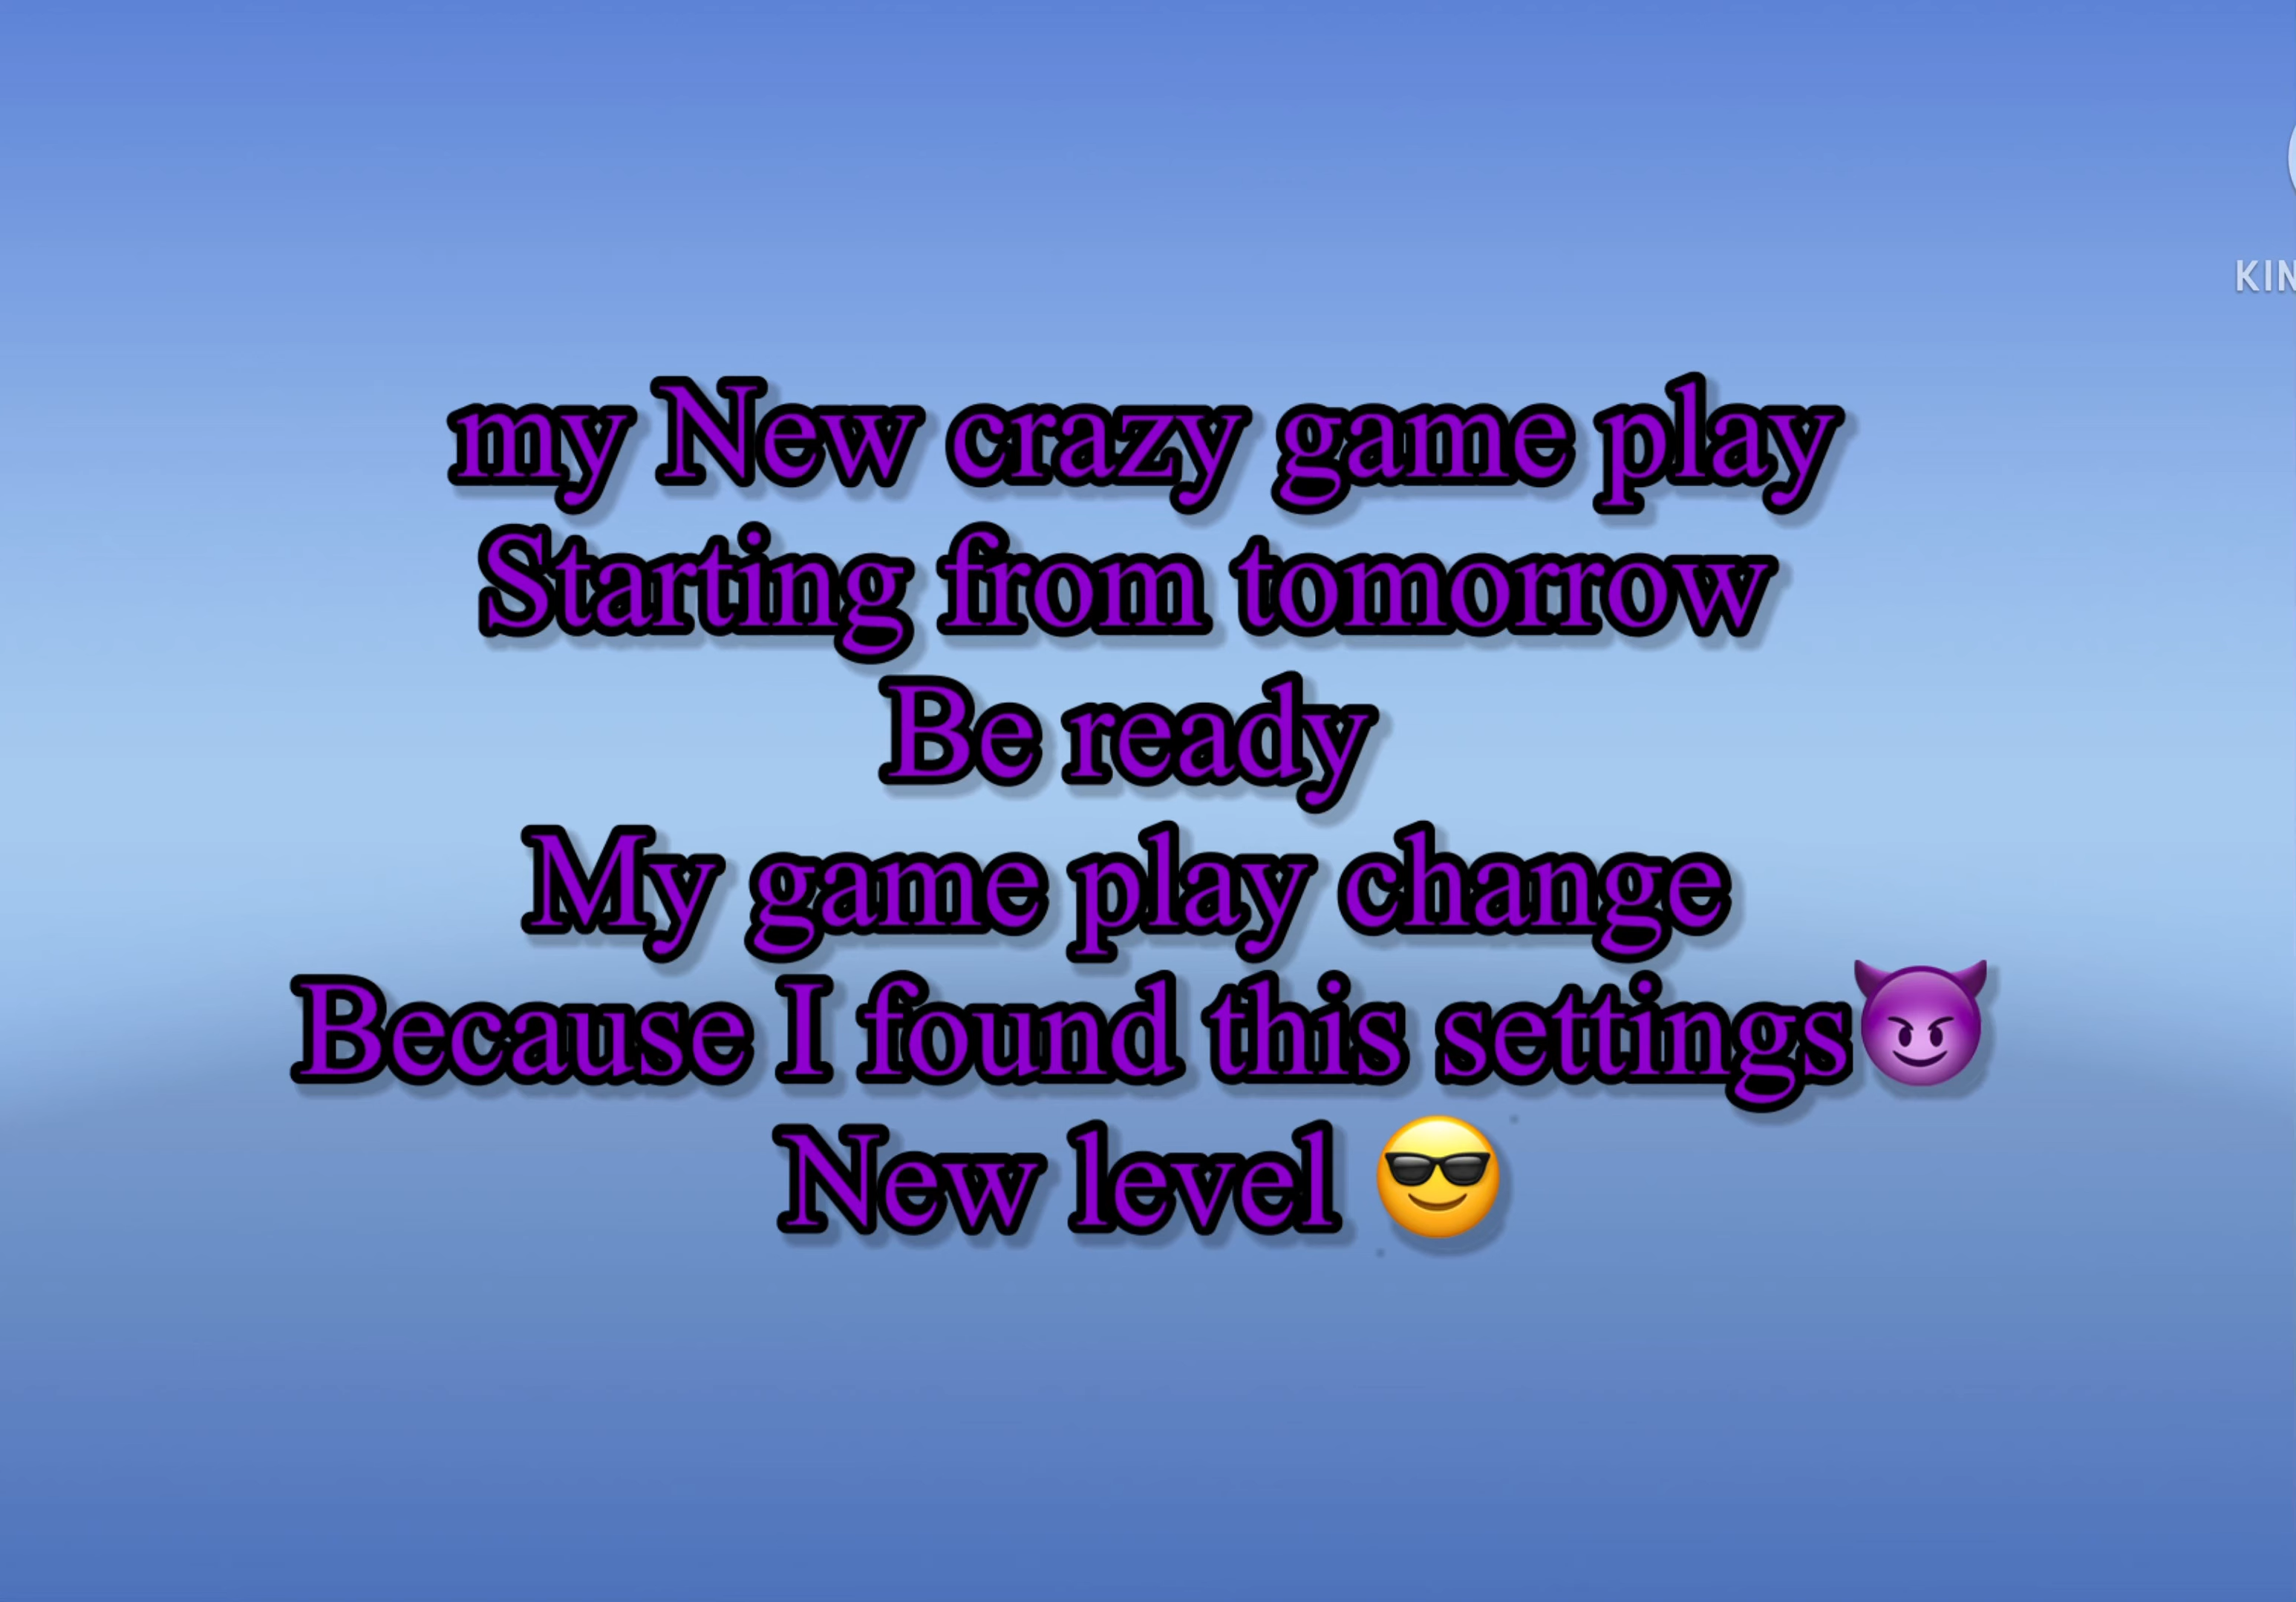 KIN
my New crazy game play
Starting from tomorrow
Be ready
My game play change
Because I found this settings😈
New level 😎